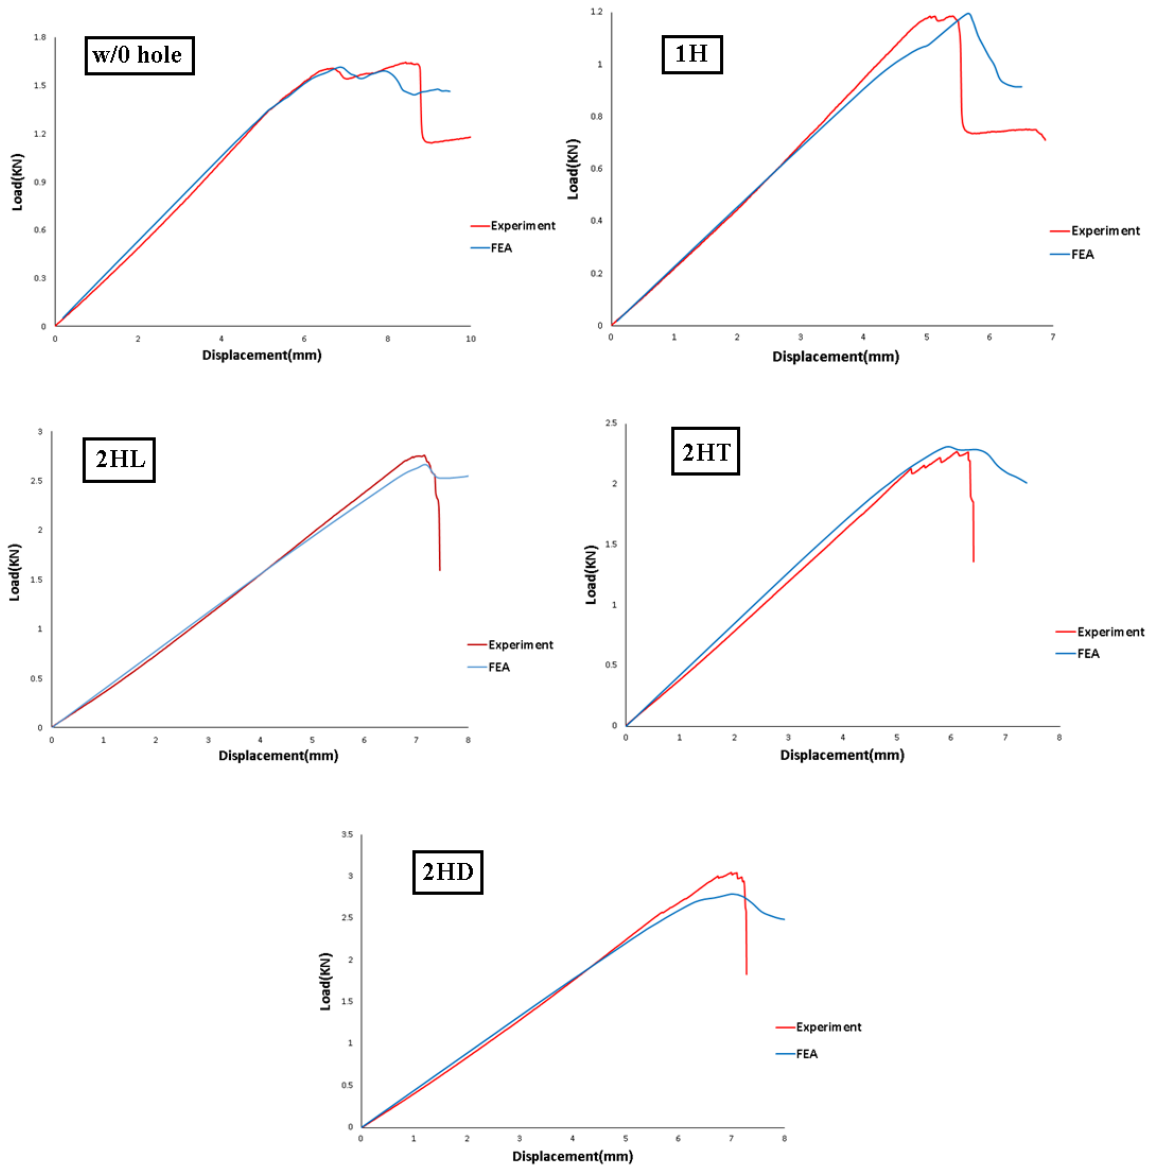 w/0 hole
Load(KN)
1.8
1.5
1.2
0.9
0.6
0.3
0
0 2 4 6 8 10
Displacement(mm)
Experiment
FEA
1H
Load(KN)
1.2
1
0.8
0.6
0.4
0.2
0
0 1 2 3 4 5 6 7
Displacement(mm)
Experiment
FEA
2HL
Load(KN)
3
2.5
2
1.5
1
0.5
0
0 1 2 3 4 5 6 7 8
Displacement(mm)
Experiment
FEA
2HT
Load(KN)
2.5
2
1.5
1
0.5
0
0 1 2 3 4 5 6 7 8
Displacement(mm)
Experiment
FEA
2HD
Load(KN)
3.5
3
2.5
2
1.5
1
0.5
0
0 1 2 3 4 5 6 7 8
Displacement(mm)
Experiment
FEA